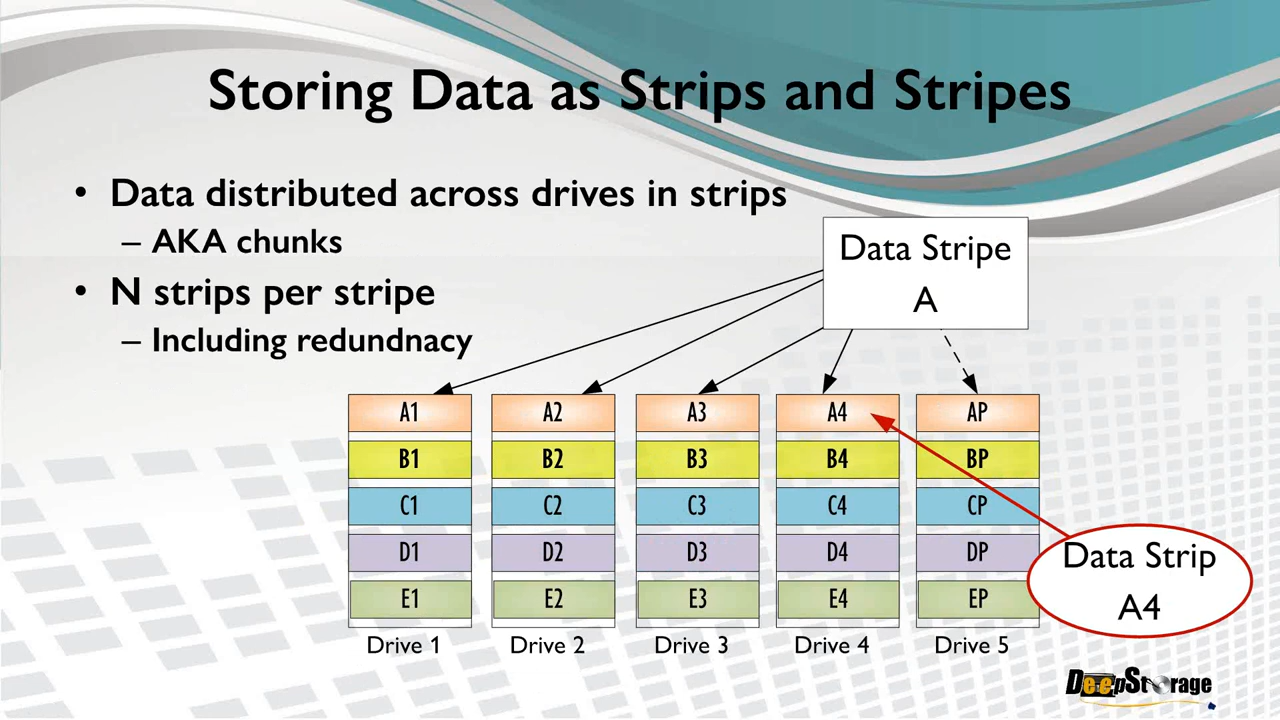 Storing Data as Strips and Stripes
• Data distributed across drives in strips
– AKA chunks
• N strips per stripe
– Including redundnacy
Data Stripe
A
A1 A2 A3 A4 AP
B1 B2 B3 B4 BP
C1 C2 C3 C4 CP
D1 D2 D3 D4 DP
E1 E2 E3 E4 EP
Drive 1 Drive 2 Drive 3 Drive 4 Drive 5
Data Strip
A4
DeepStorage